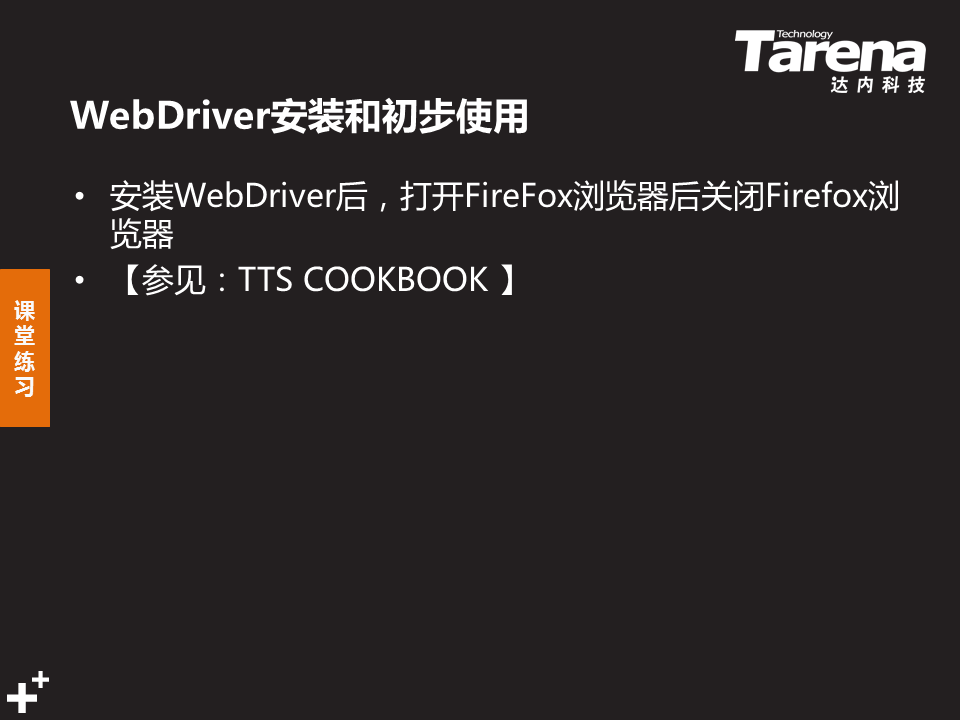 Technology
Tarena
达内科技
WebDriver安装和初步使用
• 安装WebDriver后，打开FireFox浏览器后关闭Firefox浏
览器
• 【参见：TTS COOKBOOK 】
课
堂
练
习